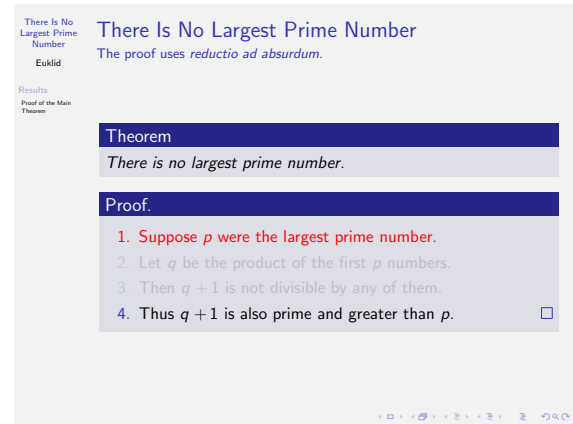 There Is No
Largest Prime
Number
Euklid
Results
Proof of the Main
Theorem
There Is No Largest Prime Number
The proof uses reductio ad absurdum.
Theorem
There is no largest prime number.
Proof.
1. Suppose p were the largest prime number.
2. Let q be the product of the first p numbers.
3. Then q + 1 is not divisible by any of them.
4. Thus q + 1 is also prime and greater than p.